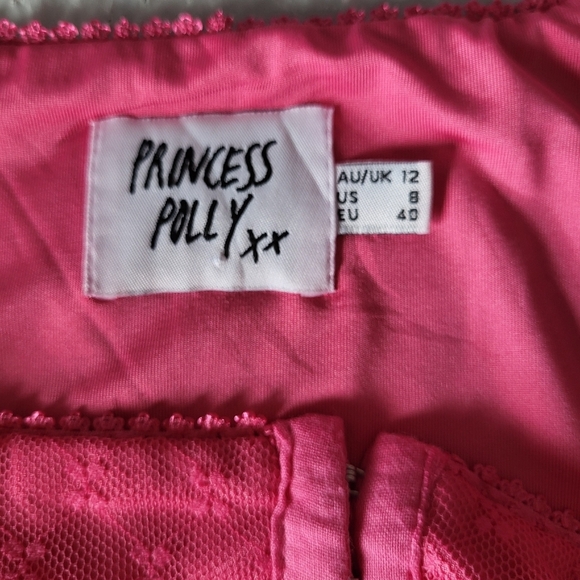 PRINCESS
POLLY xx
AU/UK 12
US 8
EU 40